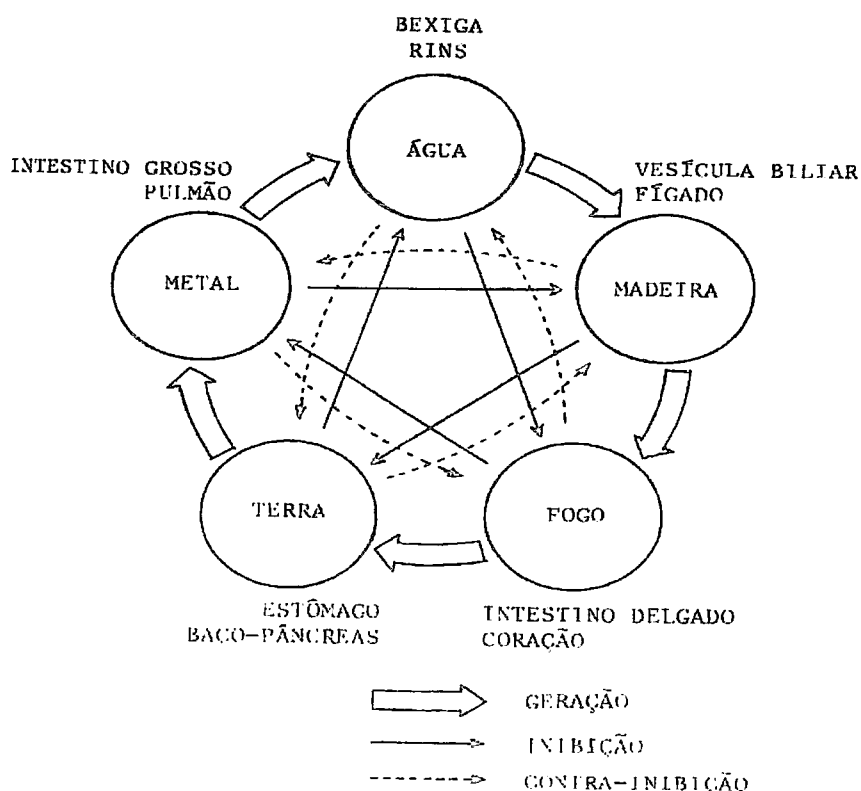 BEXIGA
RINS
ÁGUA
INTESTINO GROSSO
PULMÃO
VESÍCULA BILIAR
FÍGADO
METAL
MADEIRA
TERRA
FOGO
ESTÔMAGO
BAÇO-PÂNCREAS
INTESTINO DELGADO
CORAÇÃO
GERAÇÃO
INIBIÇÃO
CONTRA-INIBIÇÃO